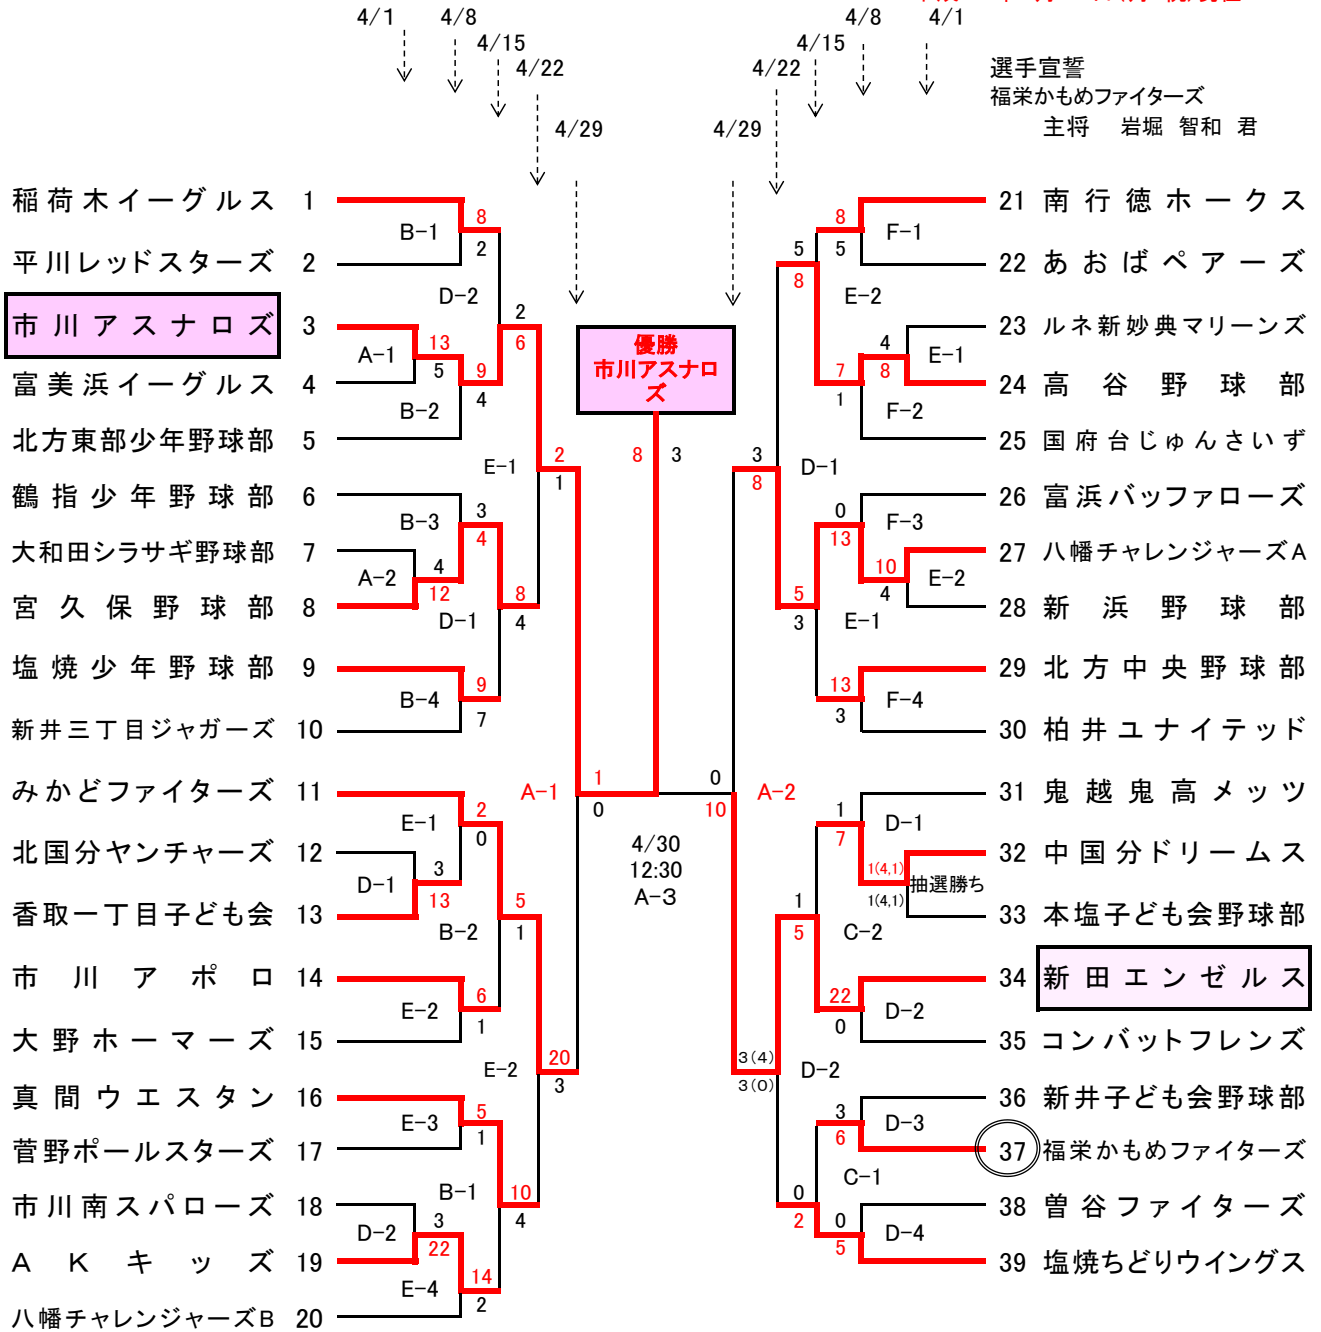 4/1
4/8
4/15
4/22
4/29
4/29
4/22
4/15
4/8
4/1
選手宣誓
福栄かもめファイターズ
主将 岩堀 智和 君
稲荷木イーグルス 1
平川レッドスターズ 2
市川アスナロズ 3
富美浜イーグルス 4
北方東部少年野球部 5
鶴指少年野球部 6
大和田シラサギ野球部 7
宮久保野球部 8
塩焼少年野球部 9
新井三丁目ジャガーズ 10
みかどファイターズ 11
北国分ヤンチャーズ 12
香取一丁目子ども会 13
市川アポロ 14
大野ホーマーズ 15
真間ウエスタン 16
菅野ポールスターズ 17
市川南スパローズ 18
AKキッズ 19
八幡チャレンジャーズB 20
B-1
8
2
D-2
2
6
A-1
13
5
9
4
B-2
E-1
2
1
B-3
3
4
A-2
4
12
D-1
8
4
B-4
9
7
A-1
1
0
E-1
2
0
D-1
3
13
B-2
5
1
E-2
6
1
E-2
20
3
E-3
5
1
B-1
10
4
D-2
3
22
E-4
14
2
優勝
市川アスナロ
ズ
8
3
4/30
12:30
A-3
0
10
A-2
8
5
F-1
5
8
E-2
4
8
E-1
7
1
F-2
3
8
D-1
0
13
F-3
10
4
E-2
5
3
E-1
13
3
F-4
1
7
D-1
1(4,1)
1(4,1)
抽選勝ち
1
5
C-2
22
0
D-2
3(4)
3(0)
D-2
3
6
D-3
C-1
0
2
0
5
D-4
21 南行徳ホークス
22 あおばペアーズ
23 ルネ新妙典マリーンズ
24 高谷野球部
25 国府台じゅんさいず
26 富浜バッファローズ
27 八幡チャレンジャーズA
28 新浜野球部
29 北方中央野球部
30 柏井ユナイテッド
31 鬼越鬼高メッツ
32 中国分ドリームス
33 本塩子ども会野球部
34 新田エンゼルス
35 コンバットフレンズ
36 新井子ども会野球部
37 福栄かもめファイターズ
38 曽谷ファイターズ
39 塩焼ちどりウイングス